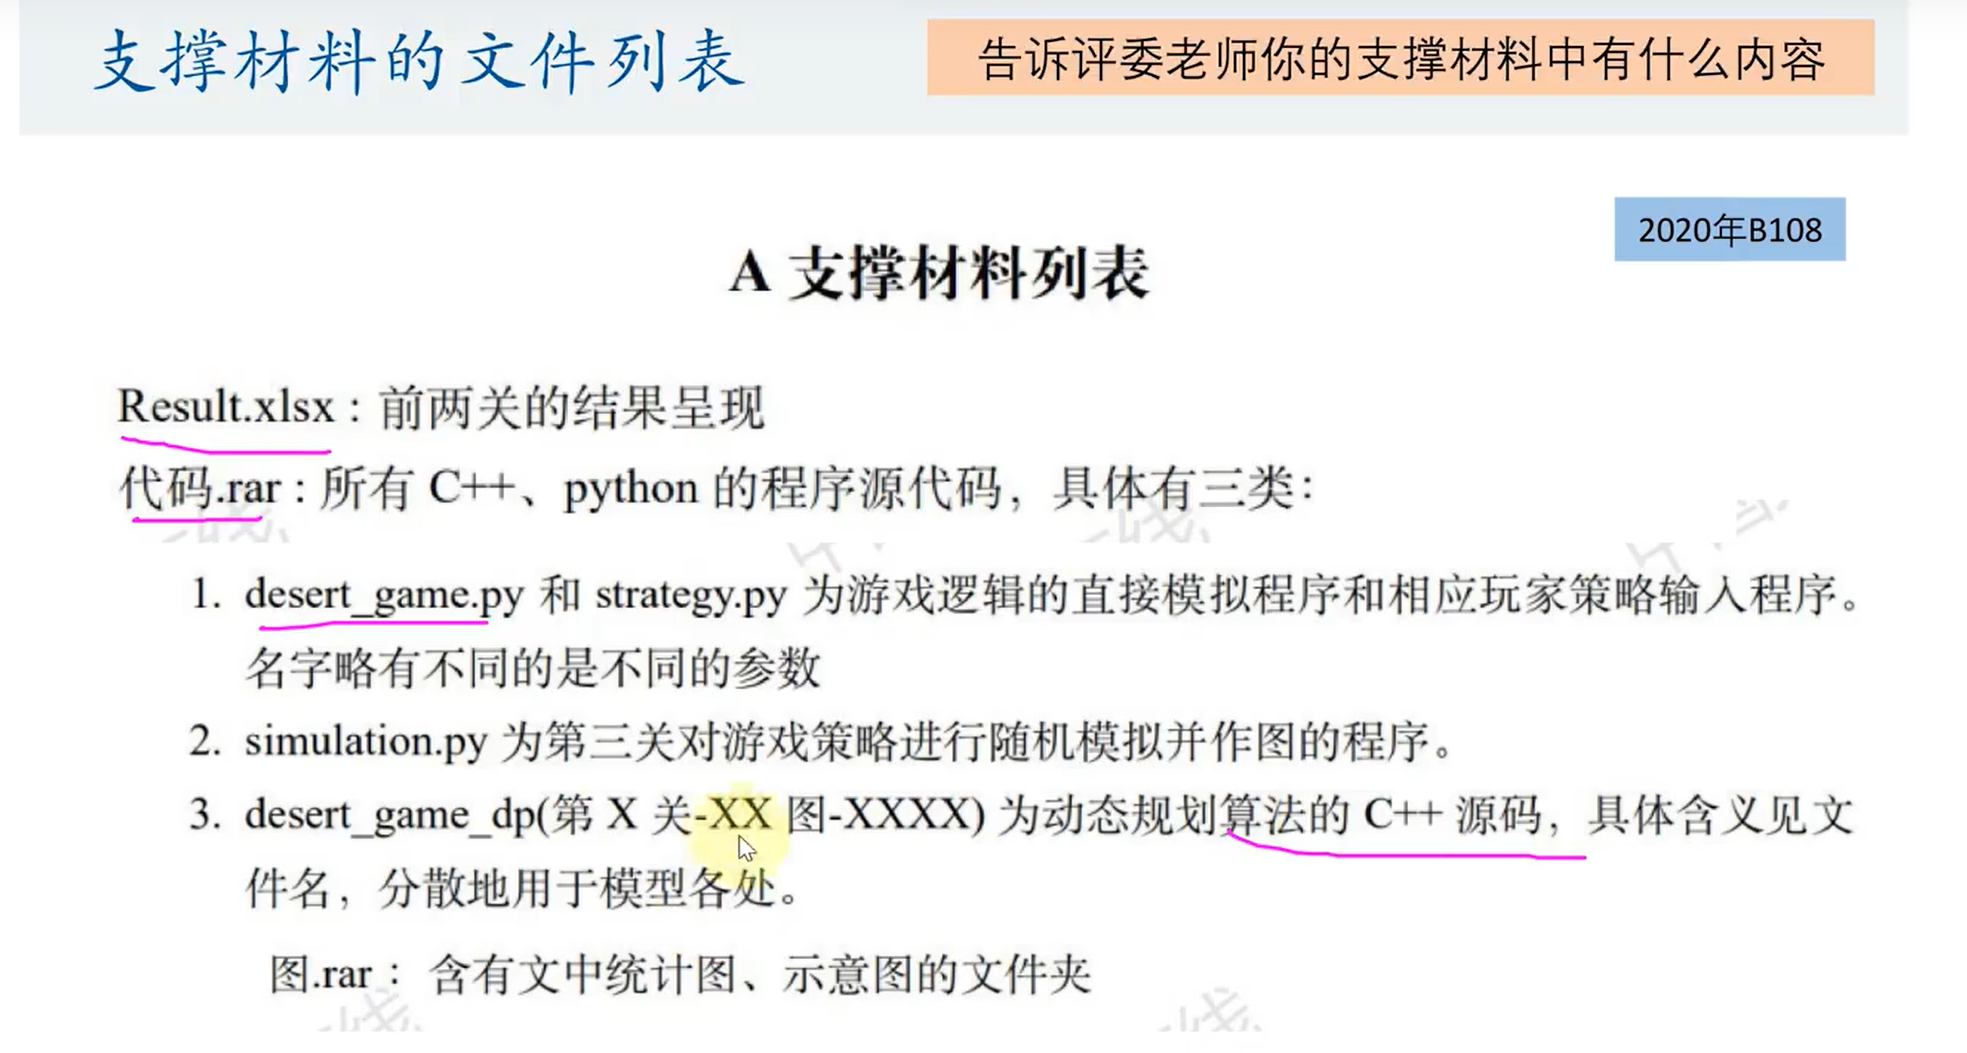 支撑材料的文件列表
告诉评委老师你的支撑材料中有什么内容
2020年B108
A 支撑材料列表
Result.xlsx : 前两关的结果呈现
代码.rar : 所有 C++、python 的程序源代码，具体有三类：
1. desert_game.py 和 strategy.py 为游戏逻辑的直接模拟程序和相应玩家策略输入程序。
名字略有不同的是不同的参数
2. simulation.py 为第三关对游戏策略进行随机模拟并作图的程序。
3. desert_game_dp(第 X 关-XX 图-XXXX) 为动态规划算法的 C++ 源码，具体含义见文
件名，分散地用于模型各处。
图.rar： 含有文中统计图、示意图的文件夹